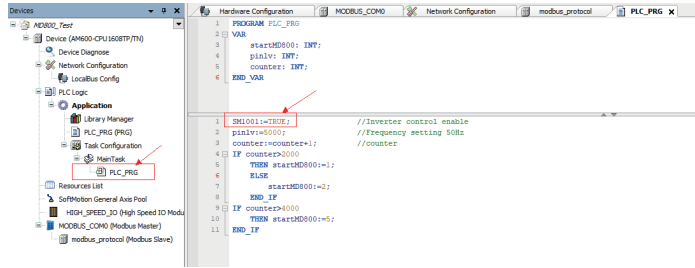 Devices
Hardware Configuration
MODBUS_COM0
Network Configuration
modbus_protocol
PLC_PRG
MD800_Test
Device (AM600-CPU1608TP/TN)
Device Diagnose
Network Configuration
LocalBus Config
PLC Logic
Application
Library Manager
PLC_PRG (PRG)
Task Configuration
MainTask
PLC_PRG
Resources List
SoftMotion General Axis Pool
HIGH_SPEED_IO (High Speed IO Modu
MODBUS_COM0 (Modbus Master)
modbus_protocol (Modbus Slave)
1 PROGRAM PLC_PRG
2 VAR
3 startMD800: INT;
4 pinlv: INT;
5 counter: INT;
6 END_VAR
1 SM1001:=TRUE; //Inverter control enable
2 pinlv:=5000; //Frequency setting 50Hz
3 counter:=counter+1; //counter
4 IF counter>2000
5 THEN startMD800:=1;
6 ELSE
7 startMD800:=2;
8 END_IF
9 IF counter>4000
10 THEN startMD800:=5;
11 END_IF